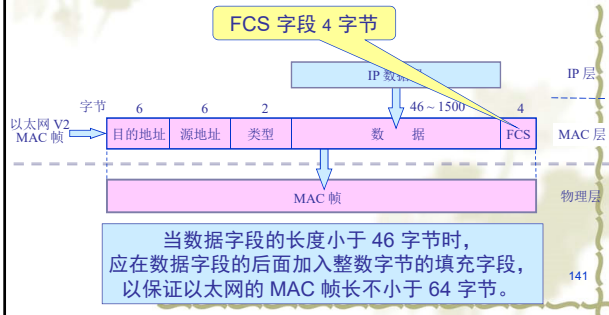 FCS 字段 4 字节
IP 数据
IP 层
字节 6 6 2 46 ~ 1500 4
以太网 V2
MAC 帧
目的地址 源地址 类型 数 据 FCS
MAC 层
MAC 帧
物理层
当数据字段的长度小于 46 字节时，
应在数据字段的后面加入整数字节的填充字段，
以保证以太网的 MAC 帧长不小于 64 字节。
141